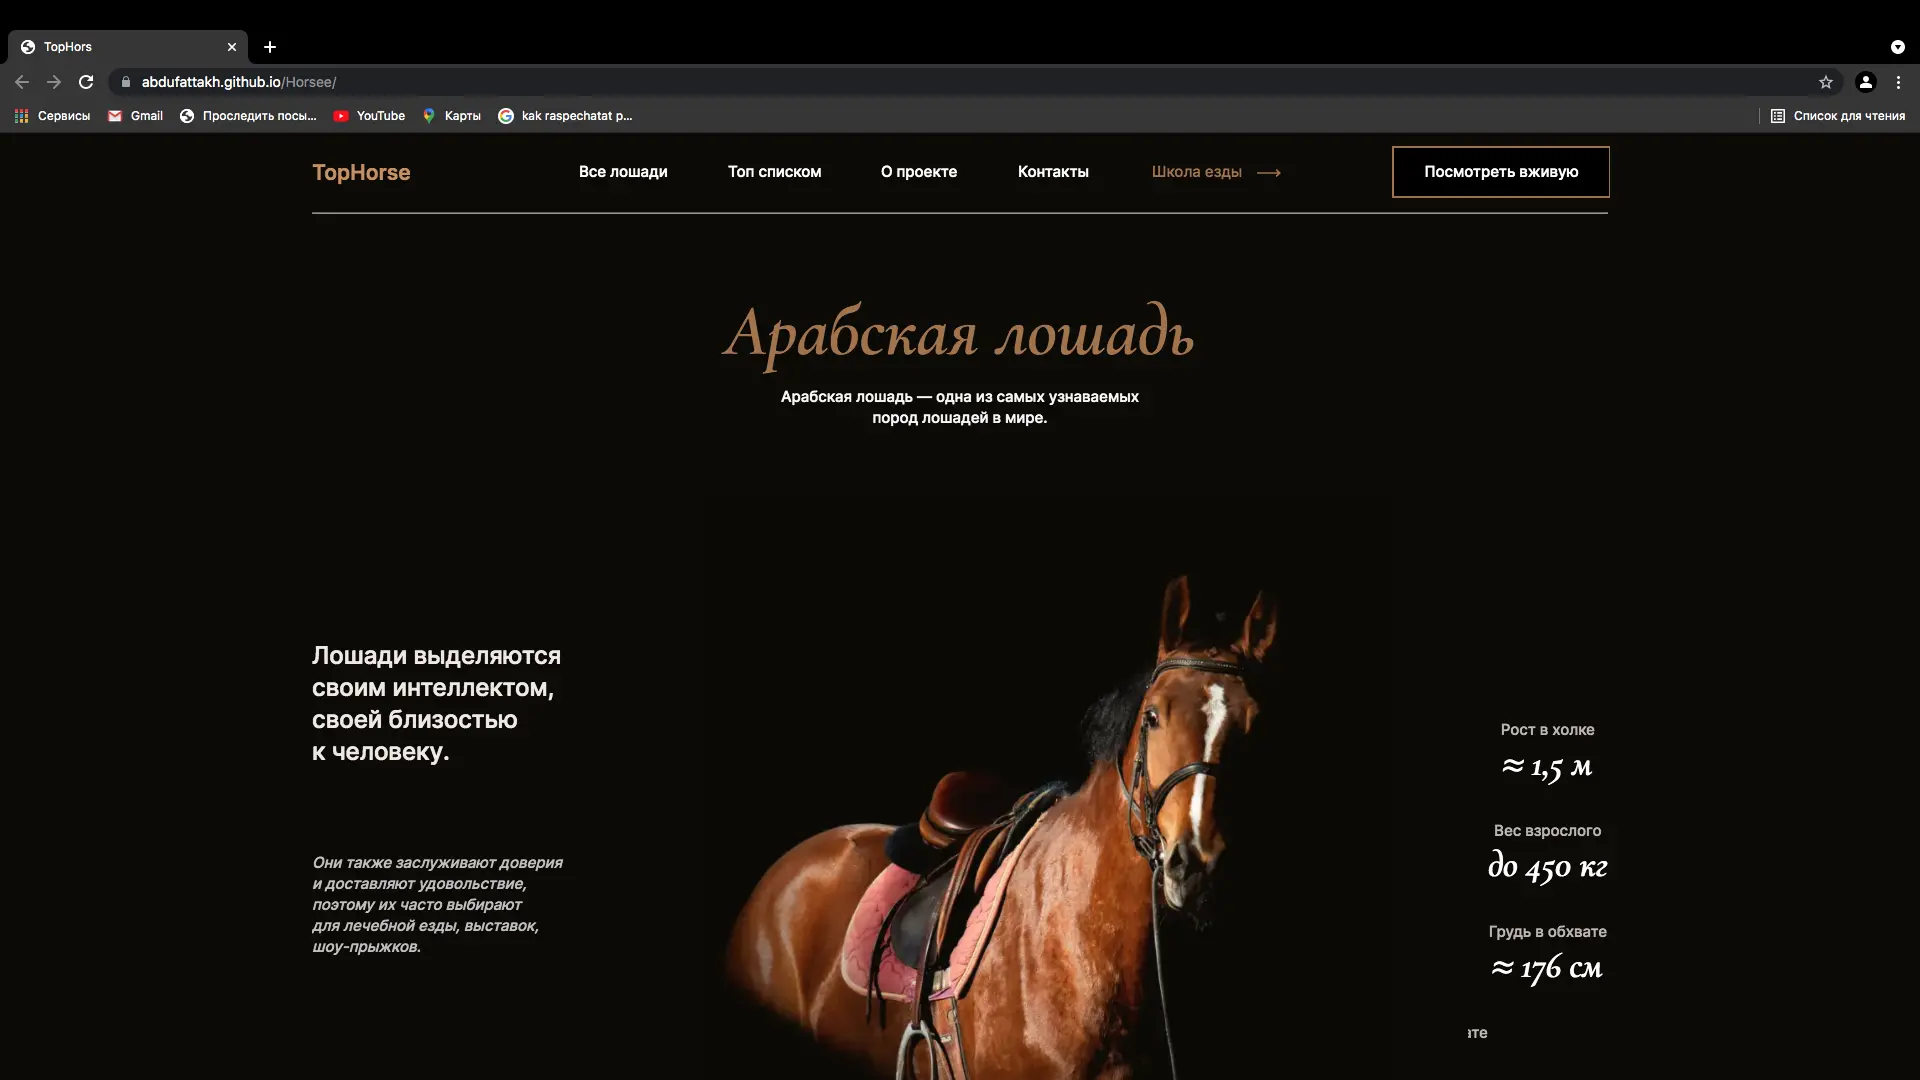 TopHors
abdufattakh.github.io/Horsee/
Сервисы
Gmail
Проследить посы...
YouTube
Карты
kak raspechatat p...
Список для чтения
TopHorse
Все лошади
Топ списком
О проекте
Контакты
Школа езды
Посмотреть вживую
Арабская лошадь
Арабская лошадь — одна из самых узнаваемых
пород лошадей в мире.
Лошади выделяются
своим интеллектом,
своей близостью
к человеку.
Они также заслуживают доверия
и доставляют удовольствие,
поэтому их часто выбирают
для лечебной езды, выставок,
шоу-прыжков.
Рост в холке
≈ 1,5 м
Вес взрослого
до 450 кг
Грудь в обхвате
≈ 176 см